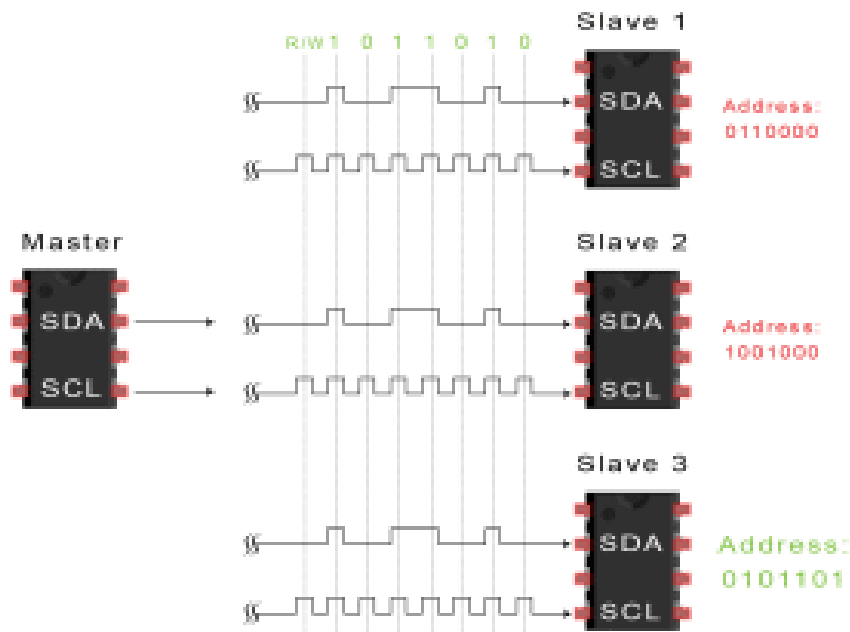 Slave 1
R/W 1 0 1 1 0 1 0
SDA
SCL
Address:
0110000
Master
SDA
SCL
Slave 2
SDA
SCL
Address:
1001000
Slave 3
SDA
SCL
Address:
0101101